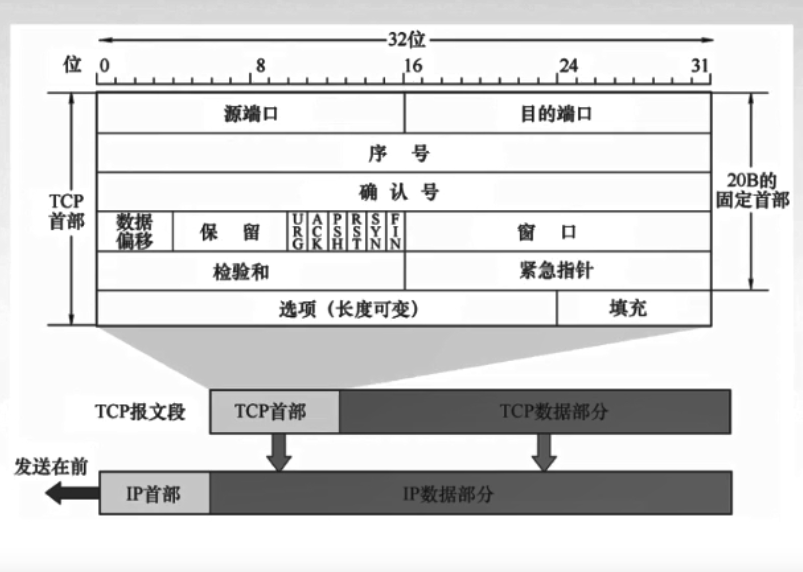 32位
位 0 8 16 24 31
源端口 目的端口
序 号
确 认 号
TCP
首部
20B的
固定首部
数据
偏移
保 留
URG
ACK
PSH
RST
SYN
FIN
窗 口
检验和 紧急指针
选项（长度可变） 填充
TCP报文段 TCP首部 TCP数据部分
发送在前
IP首部 IP数据部分